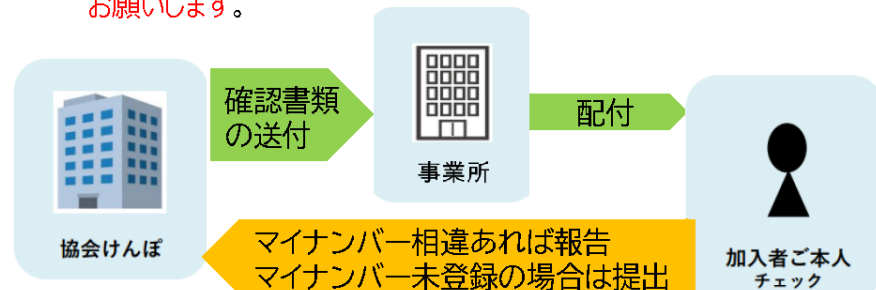 お願いします。
確認書類
の送付
配付
事業所
協会けんぽ
マイナンバー相違あれば報告
マイナンバー未登録の場合は提出
加入者ご本人
チェック